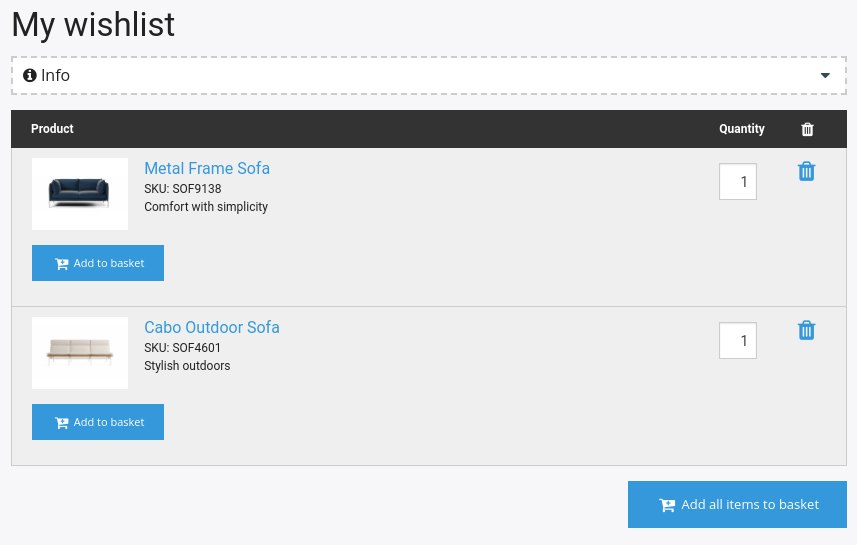 My wishlist
Info
Product Quantity
Metal Frame Sofa
SKU: SOF9138
Comfort with simplicity
1
Add to basket
Cabo Outdoor Sofa
SKU: SOF4601
Stylish outdoors
1
Add to basket
Add all items to basket